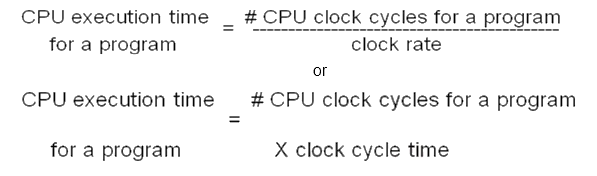 CPU execution time = # CPU clock cycles for a program
for a program clock rate
or
CPU execution time = # CPU clock cycles for a program
for a program X clock cycle time